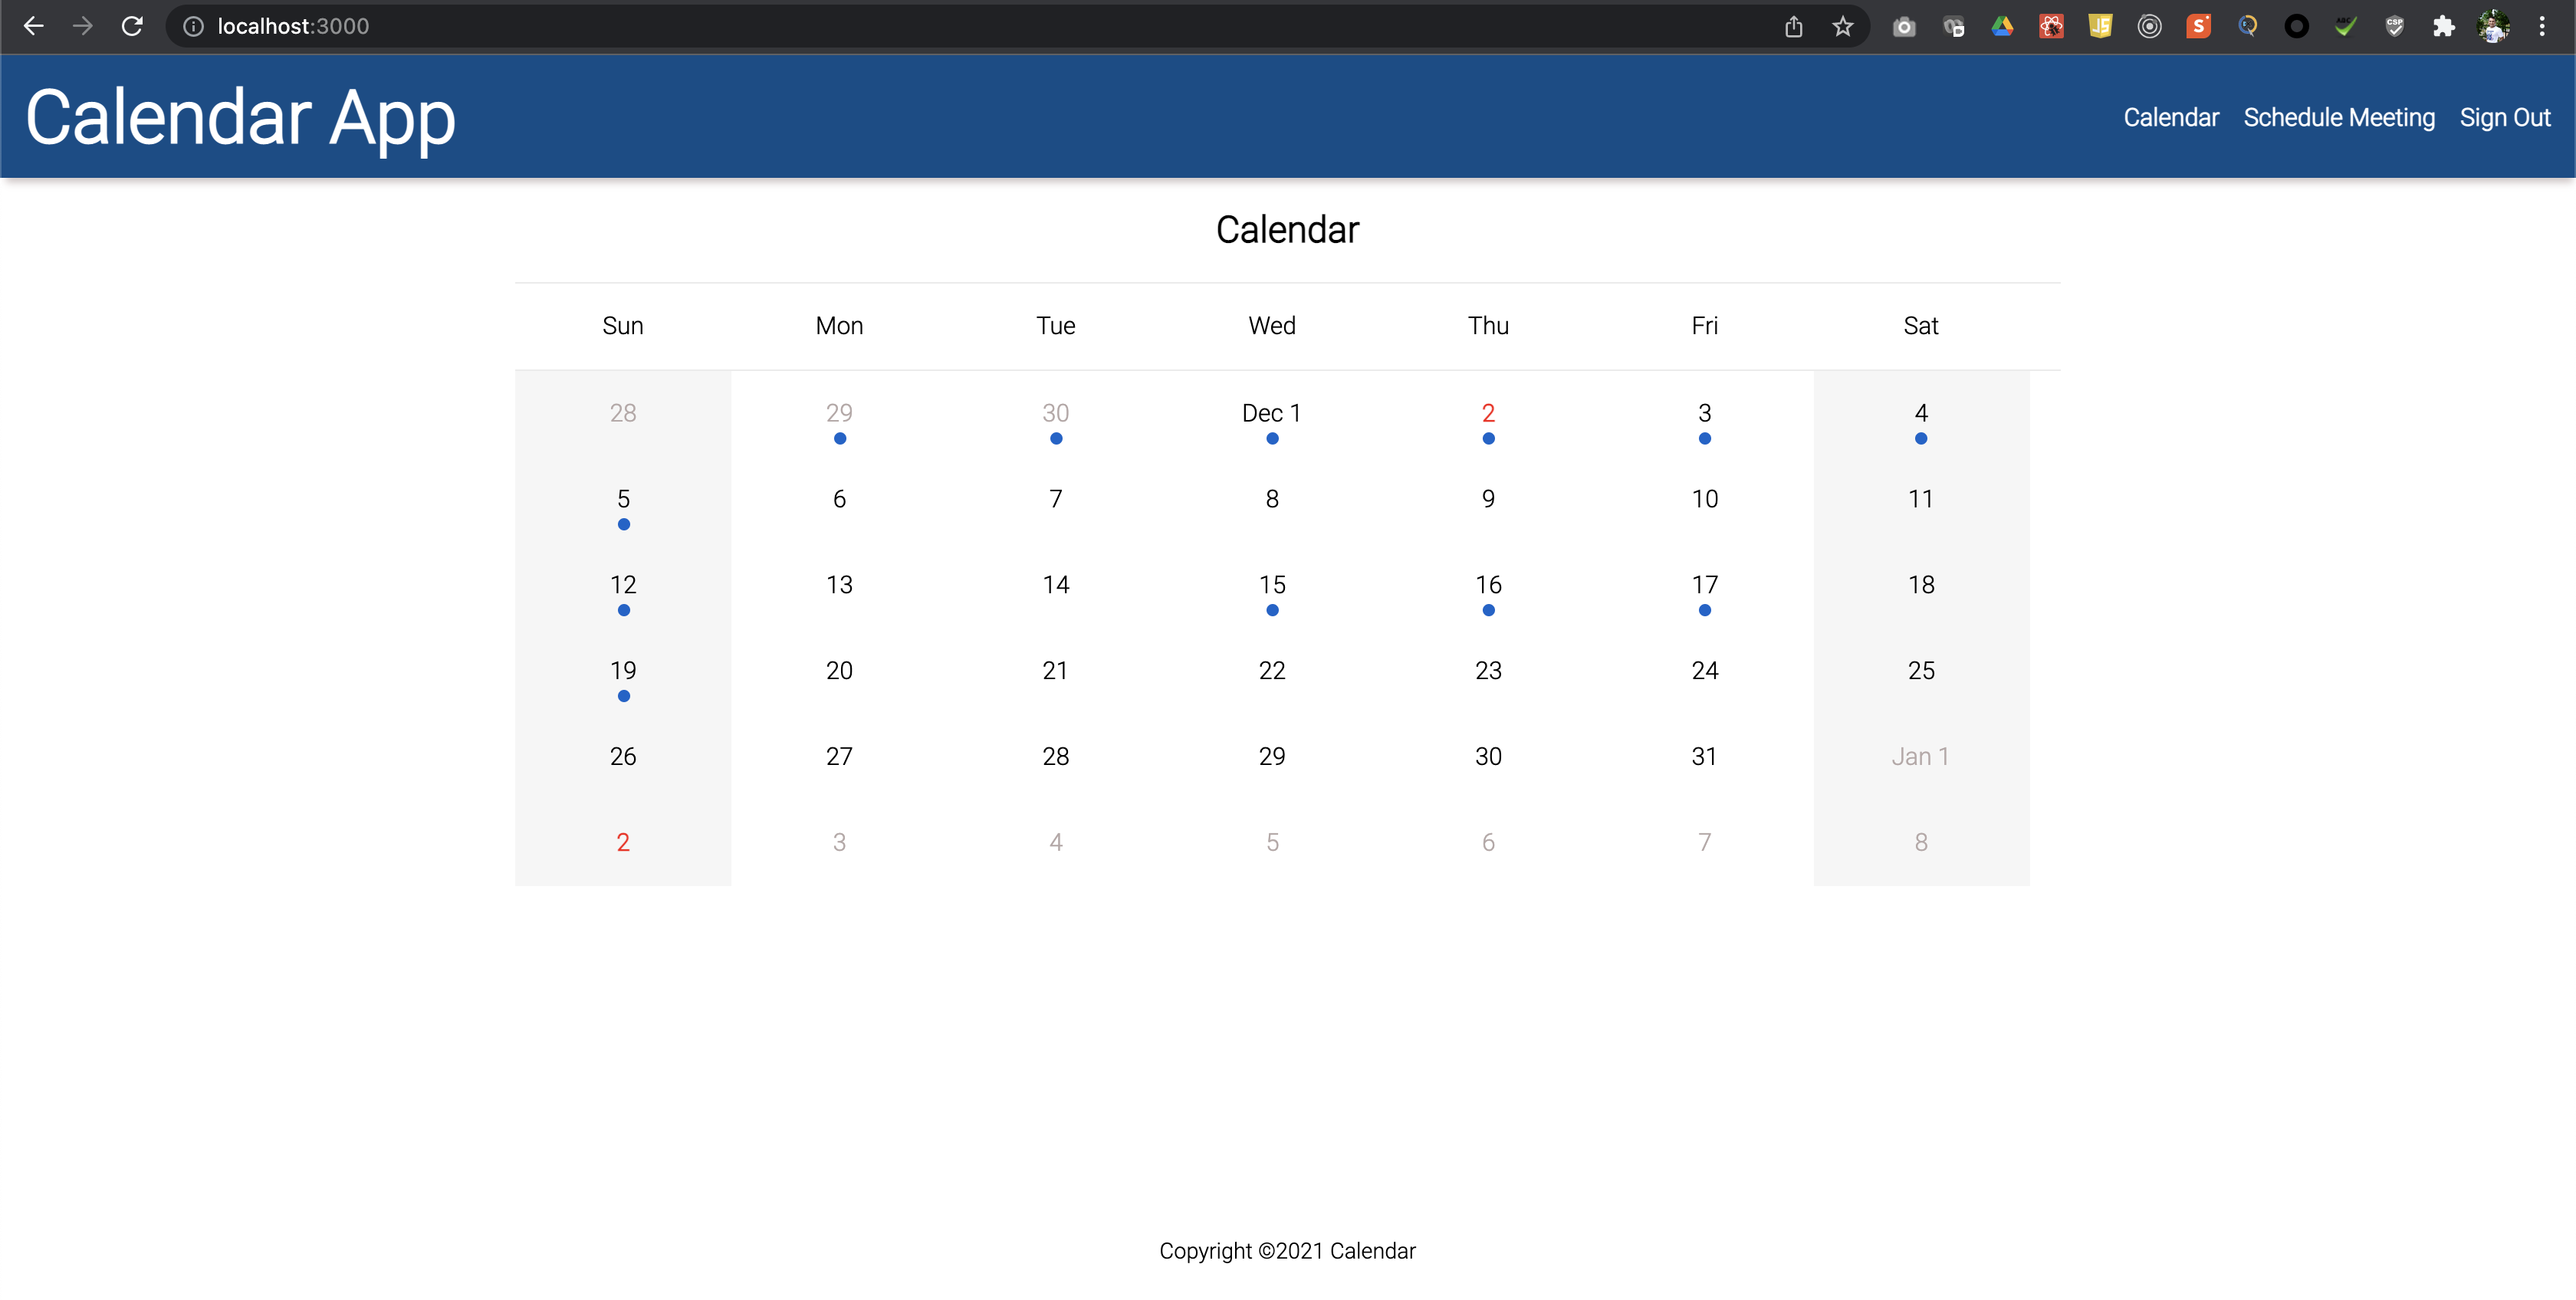 localhost:3000
Calendar App
Calendar Schedule Meeting Sign Out
Calendar
Sun Mon Tue Wed Thu Fri Sat
28 29 30 Dec 1 2 3 4
5 6 7 8 9 10 11
12 13 14 15 16 17 18
19 20 21 22 23 24 25
26 27 28 29 30 31 Jan 1
2 3 4 5 6 7 8
Copyright ©2021 Calendar